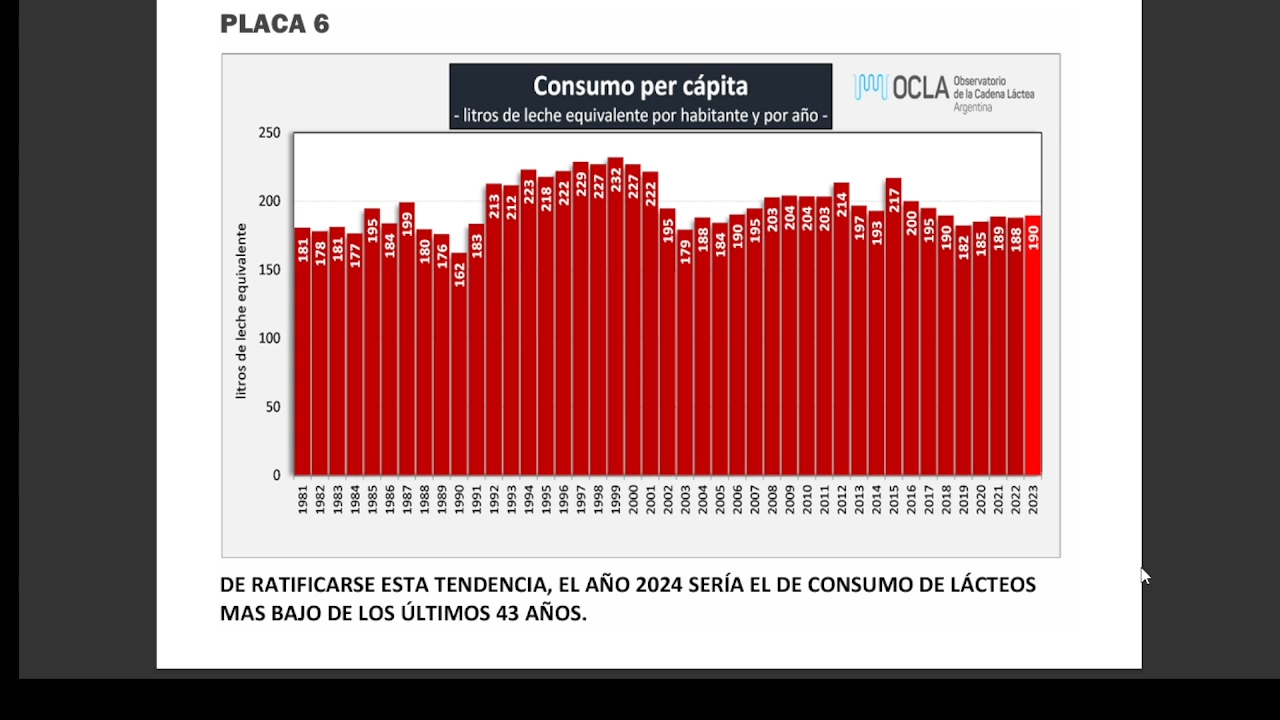 PLACA 6
Consumo per cápita
- litros de leche equivalente por habitante y por año -
OCLA
Observatorio
de la Cadena Láctea
Argentina
litros de leche equivalente
250
200
150
100
50
0
181 178 181 177 195 184 199 180 176 162 183 213 212 223 218 222 229 227 232 227 222 195 179 188 184 190 195 203 204 204 203 214 197 193 217 200 195 190 182 185 189 188 190
1981 1982 1983 1984 1985 1986 1987 1988 1989 1990 1991 1992 1993 1994 1995 1996 1997 1998 1999 2000 2001 2002 2003 2004 2005 2006 2007 2008 2009 2010 2011 2012 2013 2014 2015 2016 2017 2018 2019 2020 2021 2022 2023
DE RATIFICARSE ESTA TENDENCIA, EL AÑO 2024 SERÍA EL DE CONSUMO DE LÁCTEOS
MAS BAJO DE LOS ÚLTIMOS 43 AÑOS.